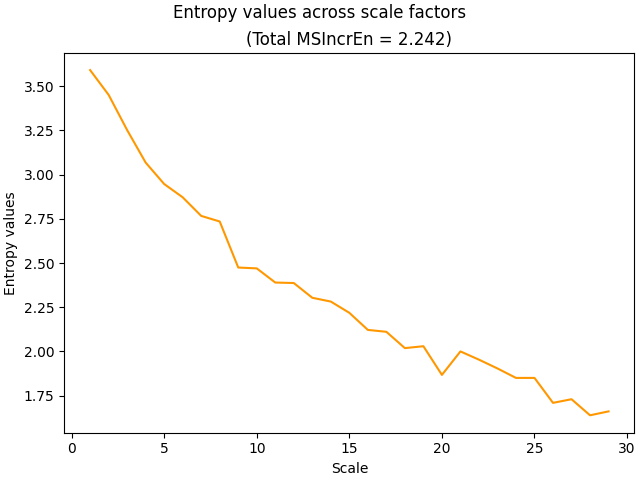 Entropy values across scale factors
(Total MSIncrEn = 2.242)
3.50
3.25
3.00
2.75
2.50
2.25
2.00
1.75
Entropy values
0 5 10 15 20 25 30
Scale